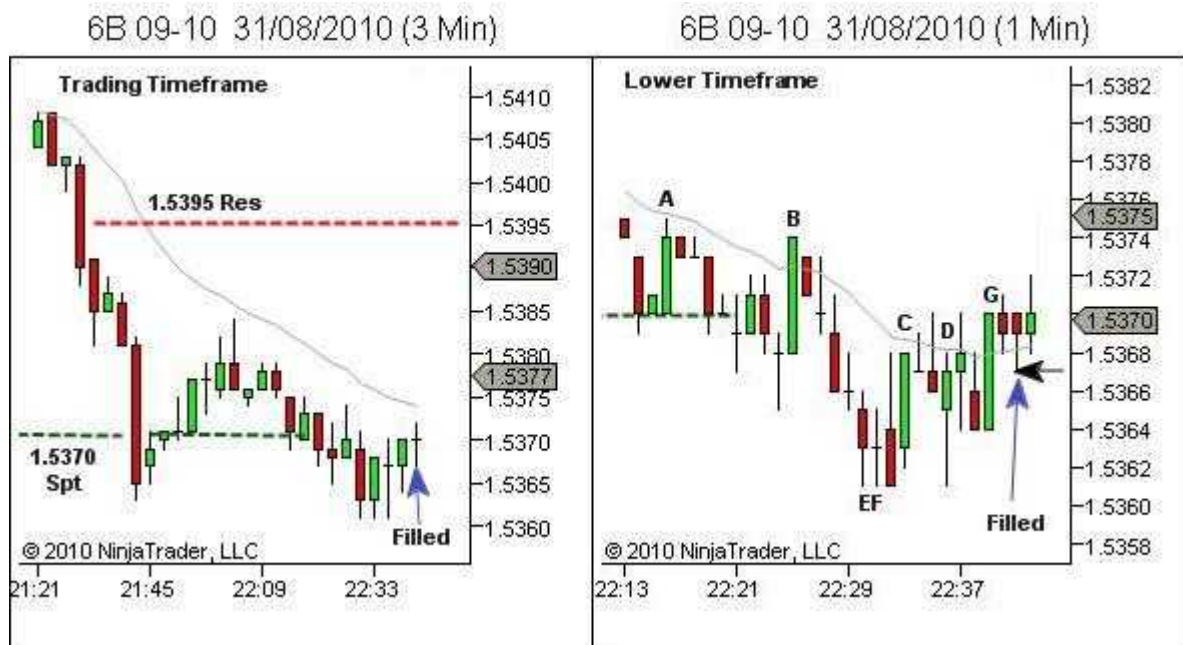 6B 09-10 31/08/2010 (3 Min)
6B 09-10 31/08/2010 (1 Min)
Trading Timeframe
1.5395 Res
1.5370
Spt
Filled
© 2010 NinjaTrader, LLC
1.5410
1.5405
1.5400
1.5395
1.5390
1.5385
1.5380
1.5377
1.5375
1.5370
1.5365
1.5360
21:21
21:45
22:09
22:33
Lower Timeframe
A
B
C
D
G
EF
Filled
© 2010 NinjaTrader, LLC
1.5382
1.5380
1.5378
1.5376
1.5375
1.5374
1.5372
1.5370
1.5368
1.5366
1.5364
1.5362
1.5360
1.5358
22:13
22:21
22:29
22:37